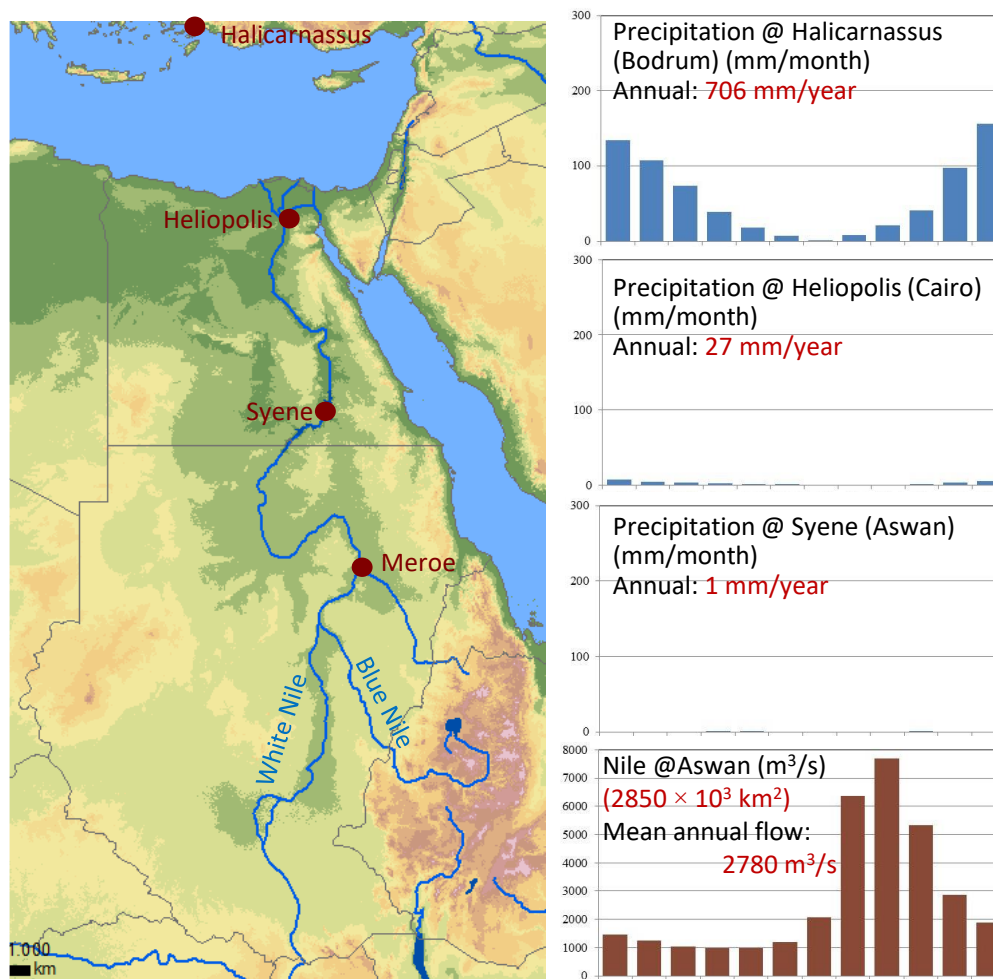 Halicarnassus
Heliopolis
Syene
Meroe
White Nile
Blue Nile
1.000
km
300
200
100
0
Precipitation @ Halicarnassus
(Bodrum) (mm/month)
Annual: 706 mm/year
300
200
100
0
Precipitation @ Heliopolis (Cairo)
(mm/month)
Annual: 27 mm/year
300
200
100
0
Precipitation @ Syene (Aswan)
(mm/month)
Annual: 1 mm/year
8000
7000
6000
5000
4000
3000
2000
1000
0
Nile @Aswan (m³/s)
(2850 × 10³ km²)
Mean annual flow:
2780 m³/s